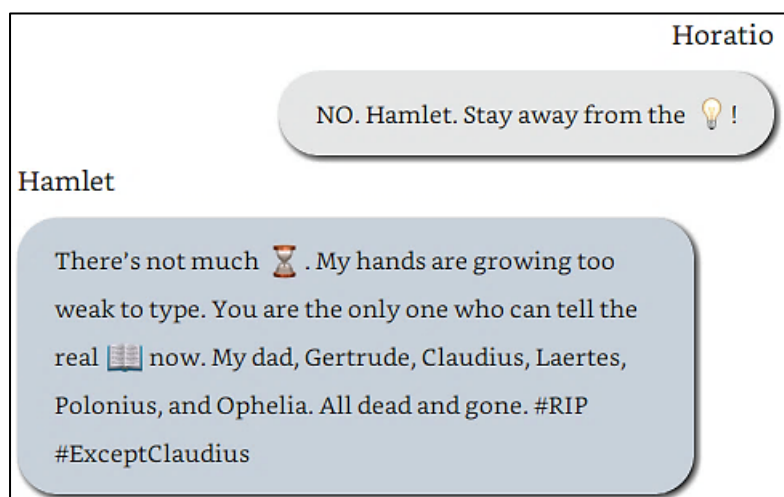 Horatio
NO. Hamlet. Stay away from the 💡 !
Hamlet
There’s not much ⏳ . My hands are growing too
weak to type. You are the only one who can tell the
real 📖 now. My dad, Gertrude, Claudius, Laertes,
Polonius, and Ophelia. All dead and gone. #RIP
#ExceptClaudius